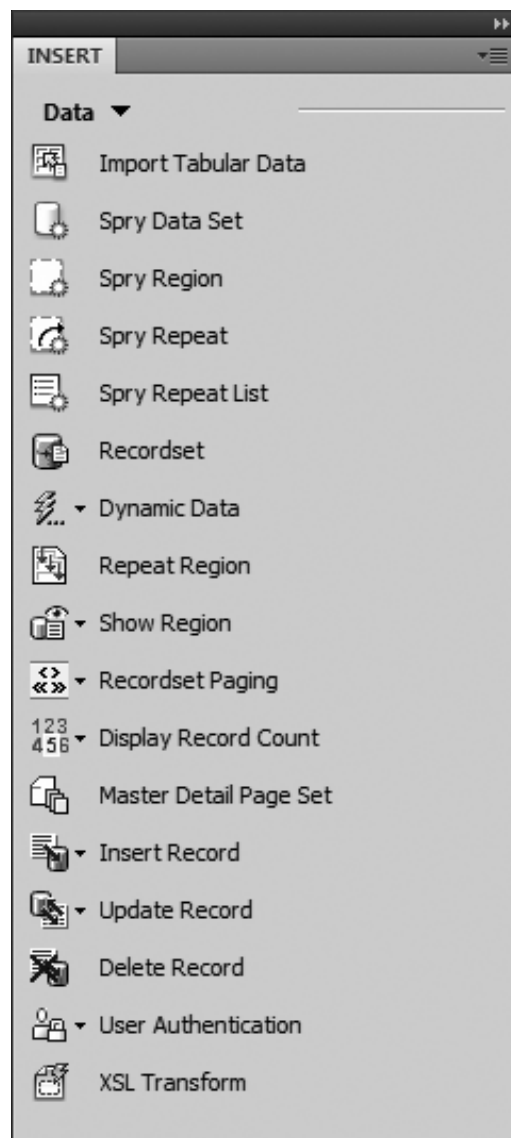 INSERT
Data
Import Tabular Data
Spry Data Set
Spry Region
Spry Repeat
Spry Repeat List
Recordset
Dynamic Data
Repeat Region
Show Region
Recordset Paging
123
456
Display Record Count
Master Detail Page Set
Insert Record
Update Record
Delete Record
User Authentication
XSL Transform